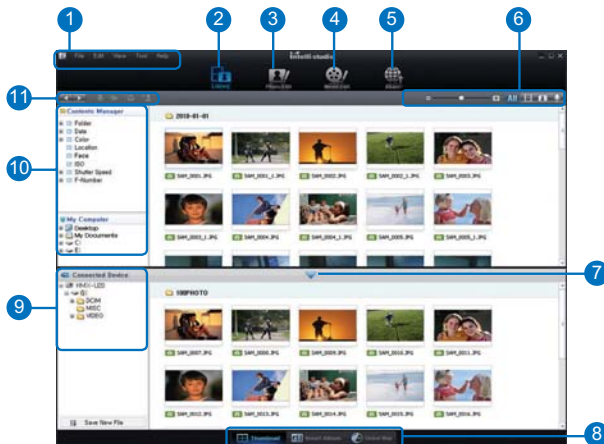 1
2
3
4
5
6
File Edit View Tool Help
Intelli-studio
Library
Photo Edit
Movie Edit
Share
11
All
Contents Manager
2010-01-01
Folder
Date
Color
Location
Face
ISO
Shutter Speed
F-Number
10
SAM_0001.JPG SAM_0001_1.JPG SAM_0002.JPG SAM_0002_1.JPG SAM_0003.JPG
My Computer
Desktop
My Documents
C:
E:
SAM_0003_1.JPG SAM_0004.JPG SAM_0004_1.JPG SAM_0005.JPG SAM_0005_1.JPG
7
Connected Device
9
DCIM
MISC
VIDEO
100PHOTO
SAM_0007.JPG SAM_0008.JPG SAM_0009.JPG SAM_0010.JPG SAM_0011.JPG
SAM_0012.JPG SAM_0013.JPG SAM_0014.JPG SAM_0015.JPG SAM_0016.JPG
Save New File
Thumbnail Smart Album
8